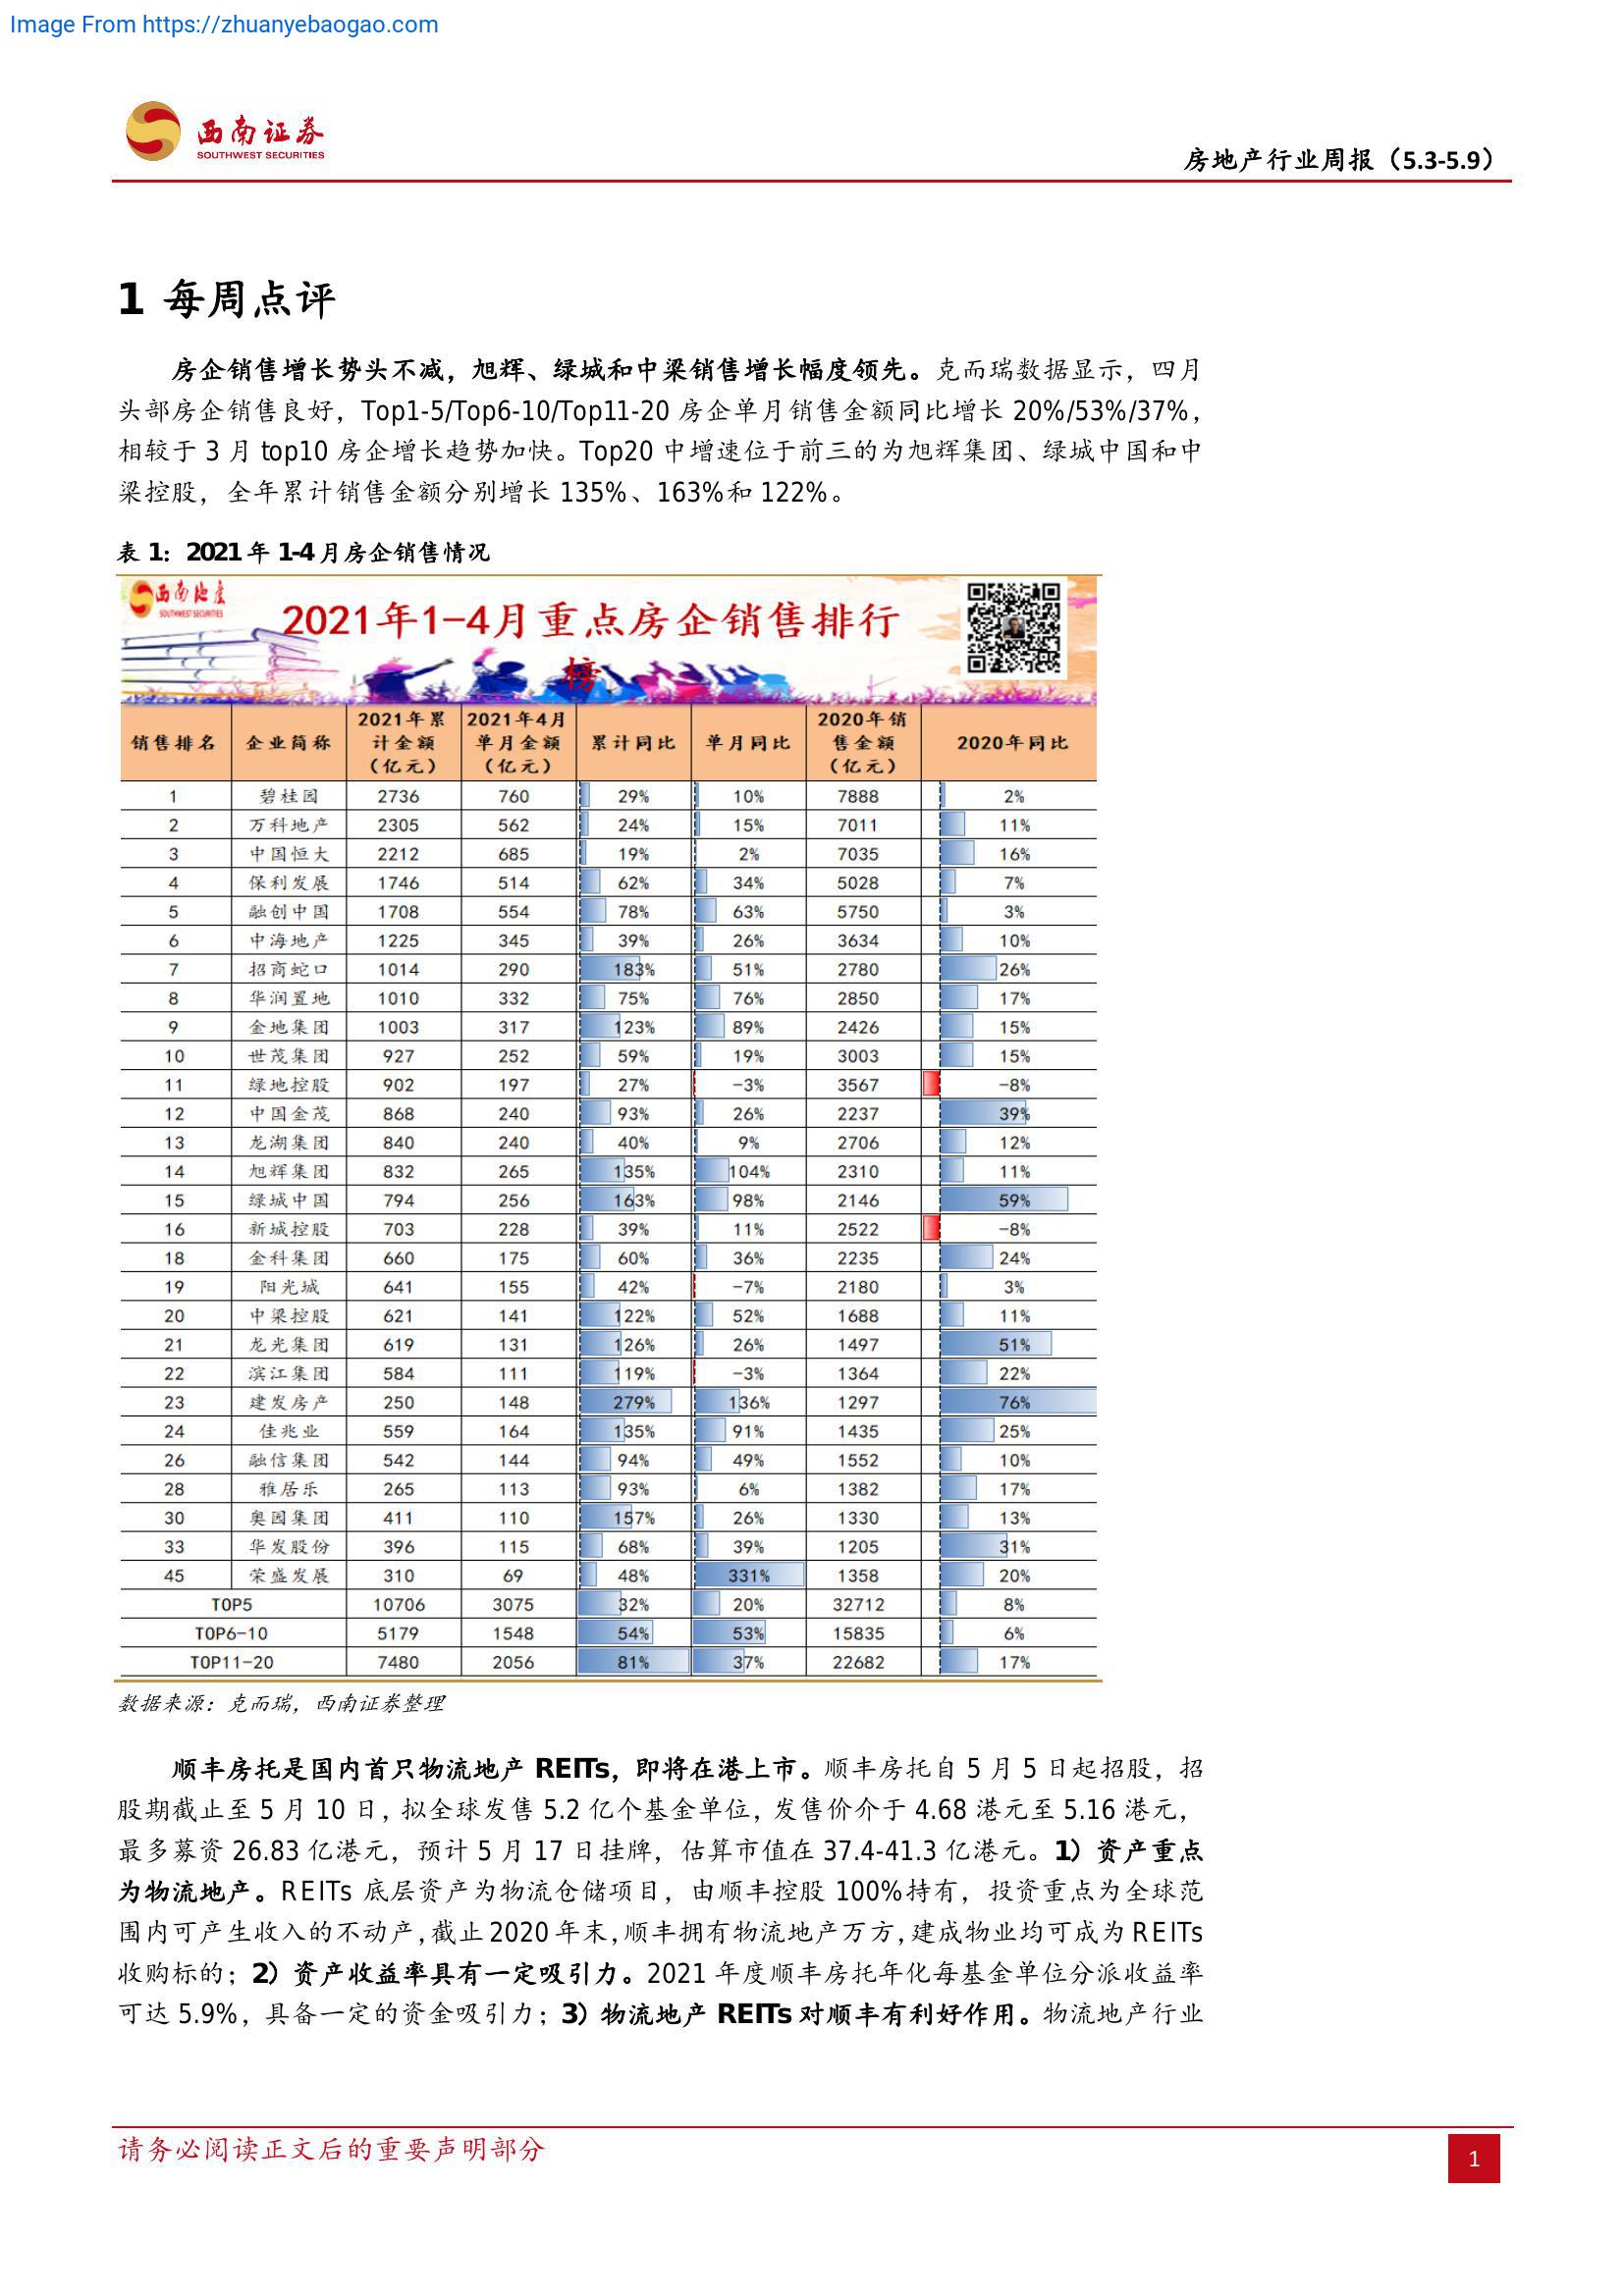 Image From https://zhuanyebaogao.com
西南证券
SOUTHWEST SECURITIES
房地产行业周报（5.3-5.9）
1 每周点评
房企销售增长势头不减，旭辉、绿城和中梁销售增长幅度领先。克而瑞数据显示，四月
头部房企销售良好，Top1-5/Top6-10/Top11-20 房企单月销售金额同比增长 20%/53%/37%，
相较于 3 月 top10 房企增长趋势加快。Top20 中增速位于前三的为旭辉集团、绿城中国和中
梁控股，全年累计销售金额分别增长 135%、163%和 122%。
表 1：2021 年 1-4 月房企销售情况
西南地产
SOUTHWEST SECURITIES
2021年1-4月重点房企销售排行
榜
销售排名 企业简称 2021年累计金额（亿元） 2021年4月单月金额（亿元） 累计同比 单月同比 2020年销售金额（亿元） 2020年同比
1 碧桂园 2736 760 29% 10% 7888 2%
2 万科地产 2305 562 24% 15% 7011 11%
3 中国恒大 2212 685 19% 2% 7035 16%
4 保利发展 1746 514 62% 34% 5028 7%
5 融创中国 1708 554 78% 63% 5750 3%
6 中海地产 1225 345 39% 26% 3634 10%
7 招商蛇口 1014 290 183% 51% 2780 26%
8 华润置地 1010 332 75% 76% 2850 17%
9 金地集团 1003 317 123% 89% 2426 15%
10 世茂集团 927 252 59% 19% 3003 15%
11 绿地控股 902 197 27% -3% 3567 -8%
12 中国金茂 868 240 93% 26% 2237 39%
13 龙湖集团 840 240 40% 9% 2706 12%
14 旭辉集团 832 265 135% 104% 2310 11%
15 绿城中国 794 256 163% 98% 2146 59%
16 新城控股 703 228 39% 11% 2522 -8%
18 金科集团 660 175 60% 36% 2235 24%
19 阳光城 641 155 42% -7% 2180 3%
20 中梁控股 621 141 122% 52% 1688 11%
21 龙光集团 619 131 126% 26% 1497 51%
22 滨江集团 584 111 119% -3% 1364 22%
23 建发房产 250 148 279% 136% 1297 76%
24 佳兆业 559 164 135% 91% 1435 25%
26 融信集团 542 144 94% 49% 1552 10%
28 雅居乐 265 113 93% 6% 1382 17%
30 奥园集团 411 110 157% 26% 1330 13%
33 华发股份 396 115 68% 39% 1205 31%
45 荣盛发展 310 69 48% 331% 1358 20%
TOP5 10706 3075 32% 20% 32712 8%
TOP6-10 5179 1548 54% 53% 15835 6%
TOP11-20 7480 2056 81% 37% 22682 17%
数据来源：克而瑞，西南证券整理
顺丰房托是国内首只物流地产 REITs，即将在港上市。顺丰房托自 5 月 5 日起招股，招
股期截止至 5 月 10 日，拟全球发售 5.2 亿个基金单位，发售价介于 4.68 港元至 5.16 港元，
最多募资 26.83 亿港元，预计 5 月 17 日挂牌，估算市值在 37.4-41.3 亿港元。1）资产重点
为物流地产。REITs 底层资产为物流仓储项目，由顺丰控股 100%持有，投资重点为全球范
围内可产生收入的不动产，截止 2020 年末，顺丰拥有物流地产万方，建成物业均可成为 REITs
收购标的；2）资产收益率具有一定吸引力。2021 年度顺丰房托年化每基金单位分派收益率
可达 5.9%，具备一定的资金吸引力；3）物流地产 REITs 对顺丰有利好作用。物流地产行业
请务必阅读正文后的重要声明部分
1